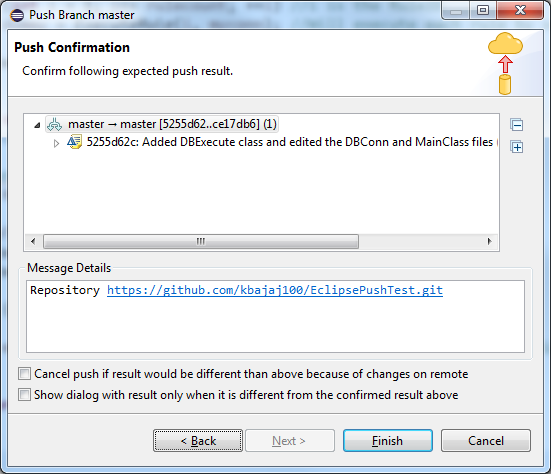 Push Branch master
Push Confirmation
Confirm following expected push result.
master → master [5255d62..ce17db6] (1)
5255d62c: Added DBExecute class and edited the DBConn and MainClass files (
Message Details
Repository https://github.com/kbajaj100/EclipsePushTest.git
Cancel push if result would be different than above because of changes on remote
Show dialog with result only when it is different from the confirmed result above
< Back
Next >
Finish
Cancel